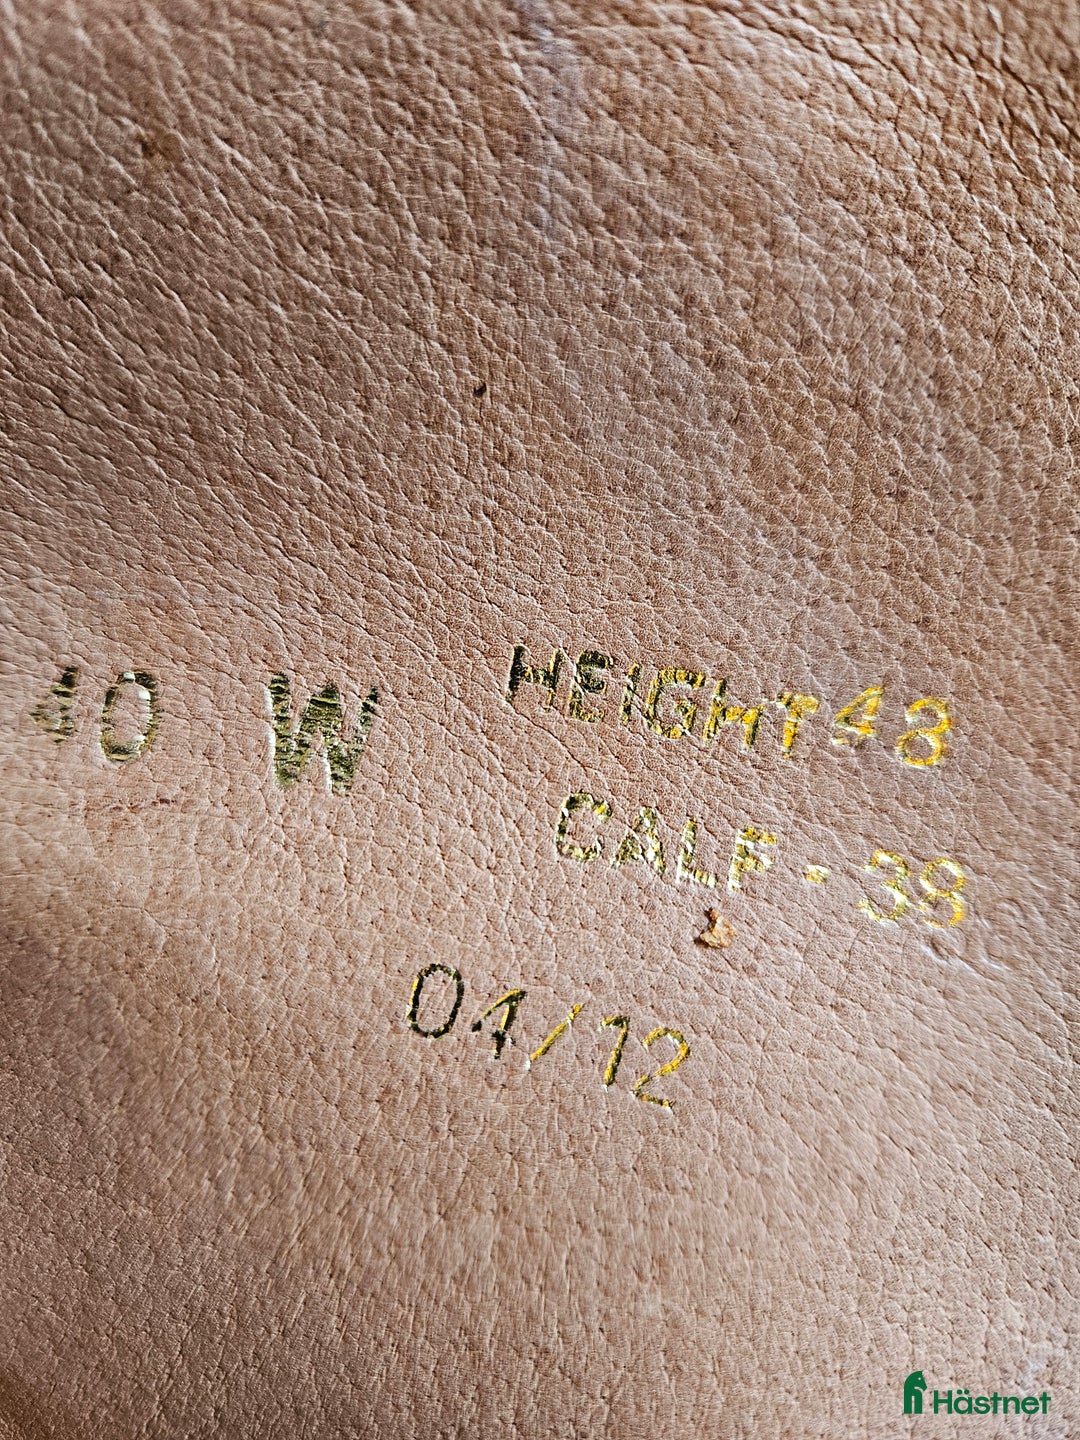 40 W
HEIGHT 48
CALF - 38
04/12
Hästnet